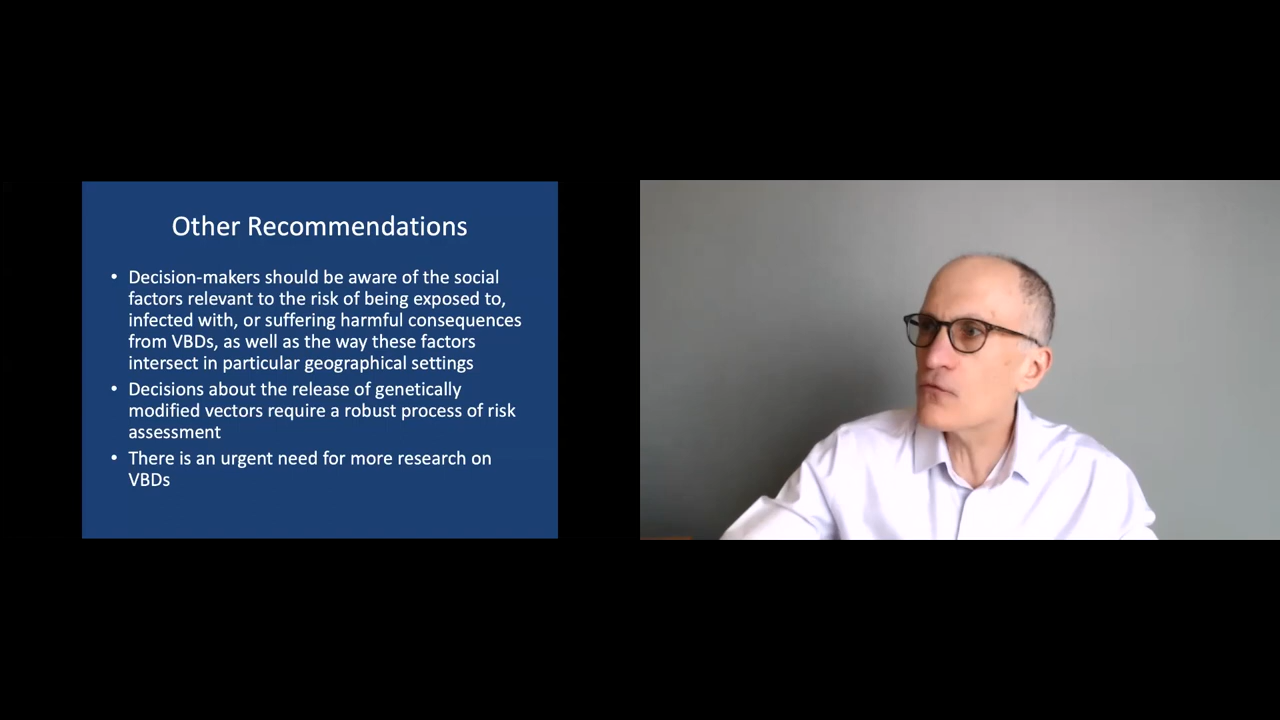 Other Recommendations
• Decision-makers should be aware of the social
factors relevant to the risk of being exposed to,
infected with, or suffering harmful consequences
from VBDs, as well as the way these factors
intersect in particular geographical settings
• Decisions about the release of genetically
modified vectors require a robust process of risk
assessment
• There is an urgent need for more research on
VBDs